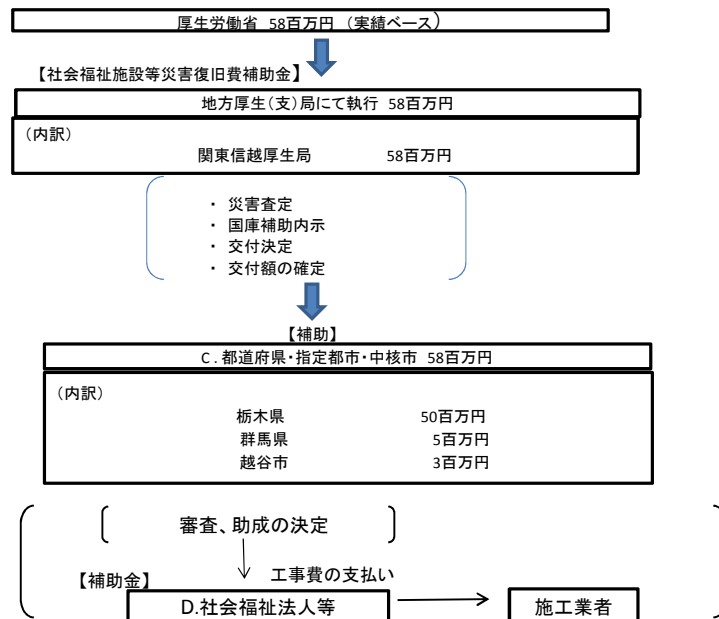 厚生労働省 58百万円 （実績ベース）
【社会福祉施設等災害復旧費補助金】
地方厚生（支）局にて執行 58百万円
（内訳）
関東信越厚生局 58百万円
・ 災害査定
・ 国庫補助内示
・ 交付決定
・ 交付額の確定
【補助】
Ｃ．都道府県・指定都市・中核市 58百万円
（内訳）
栃木県 50百万円
群馬県 5百万円
越谷市 3百万円
審査、助成の決定
【補助金】 工事費の支払い
D.社会福祉法人等 施工業者